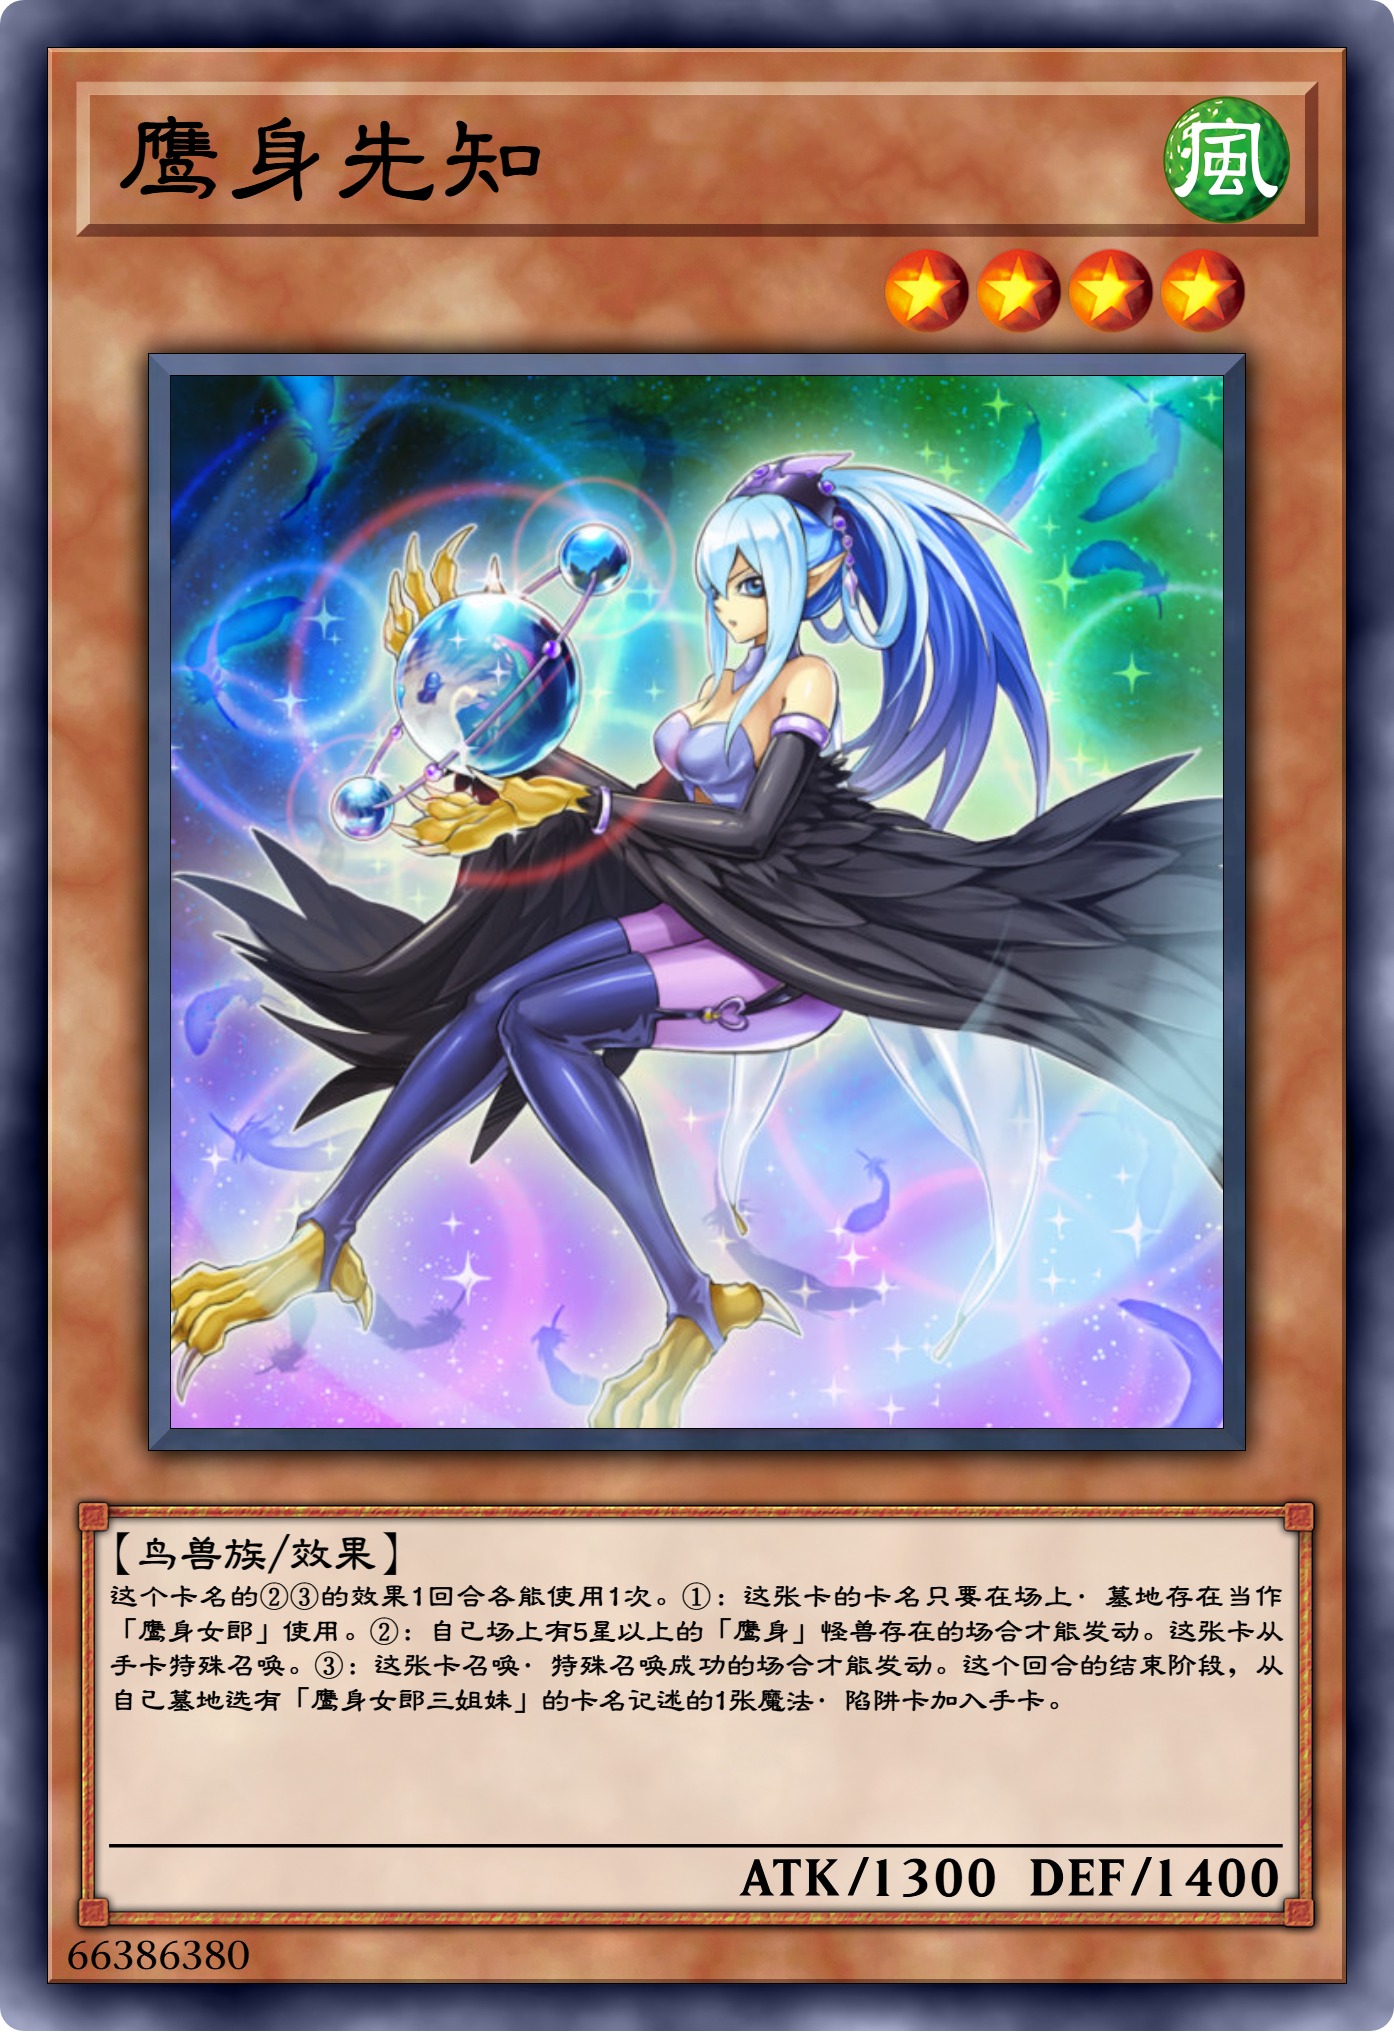 鹰身先知
風
【鸟兽族/效果】
这个卡名的②③的效果1回合各能使用1次。①：这张卡的卡名只要在场上·墓地存在当作
「鹰身女郎」使用。②：自己场上有5星以上的「鹰身」怪兽存在的场合才能发动。这张卡从
手卡特殊召唤。③：这张卡召唤·特殊召唤成功的场合才能发动。这个回合的结束阶段，从
自己墓地选有「鹰身女郎三姐妹」的卡名记述的1张魔法·陷阱卡加入手卡。
ATK/1300 DEF/1400
66386380